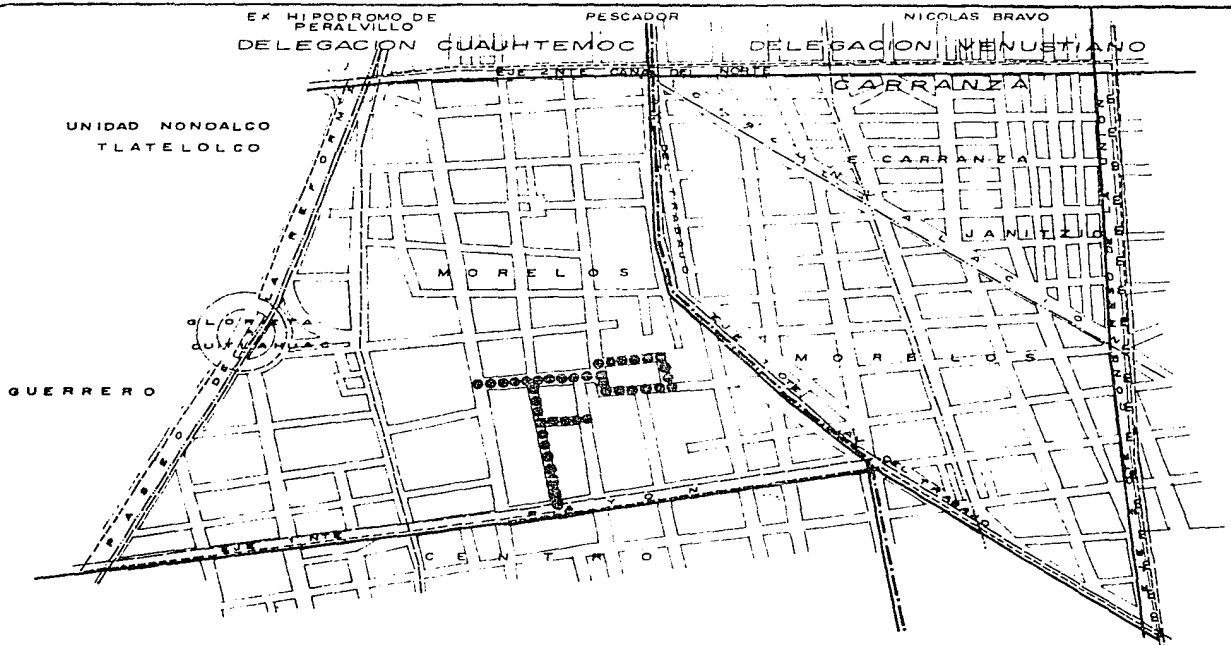 EX HIPODROMO DE PERALVILLO
PESCADOR
NICOLAS BRAVO
DELEGACION CUAUHTEMOC
DELEGACION VENUSTIANO CARRANZA
EJE 2 NTE CANAL DEL NORTE
UNIDAD NONOALCO
TLATELOLCO
PASEO DE LA REFORMA
E CARRANZA
JANITZIO
MORELOS
GLORIETA
CUITLAHUAC
MORELOS
GUERRERO
EJE 1 NTE
RAYON
CENTRO